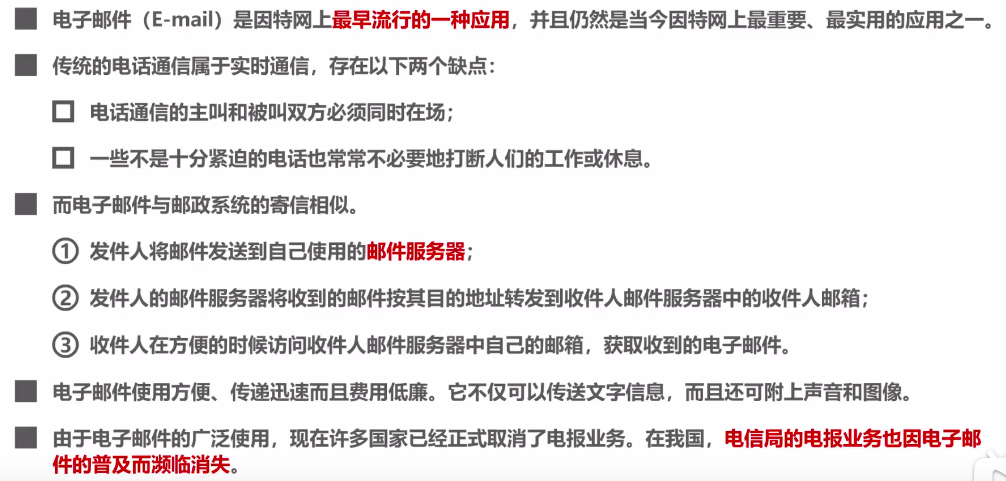 电子邮件（E-mail）是因特网上最早流行的一种应用，并且仍然是当今因特网上最重要、最实用的应用之一。
传统的电话通信属于实时通信，存在以下两个缺点：
电话通信的主叫和被叫双方必须同时在场；
一些不是十分紧迫的电话也常常不必要地打断人们的工作或休息。
而电子邮件与邮政系统的寄信相似。
① 发件人将邮件发送到自己使用的邮件服务器；
② 发件人的邮件服务器将收到的邮件按其目的地址转发到收件人邮件服务器中的收件人邮箱；
③ 收件人在方便的时候访问收件人邮件服务器中自己的邮箱，获取收到的电子邮件。
电子邮件使用方便、传递迅速而且费用低廉。它不仅可以传送文字信息，而且还可附上声音和图像。
由于电子邮件的广泛使用，现在许多国家已经正式取消了电报业务。在我国，电信局的电报业务也因电子邮
件的普及而濒临消失。